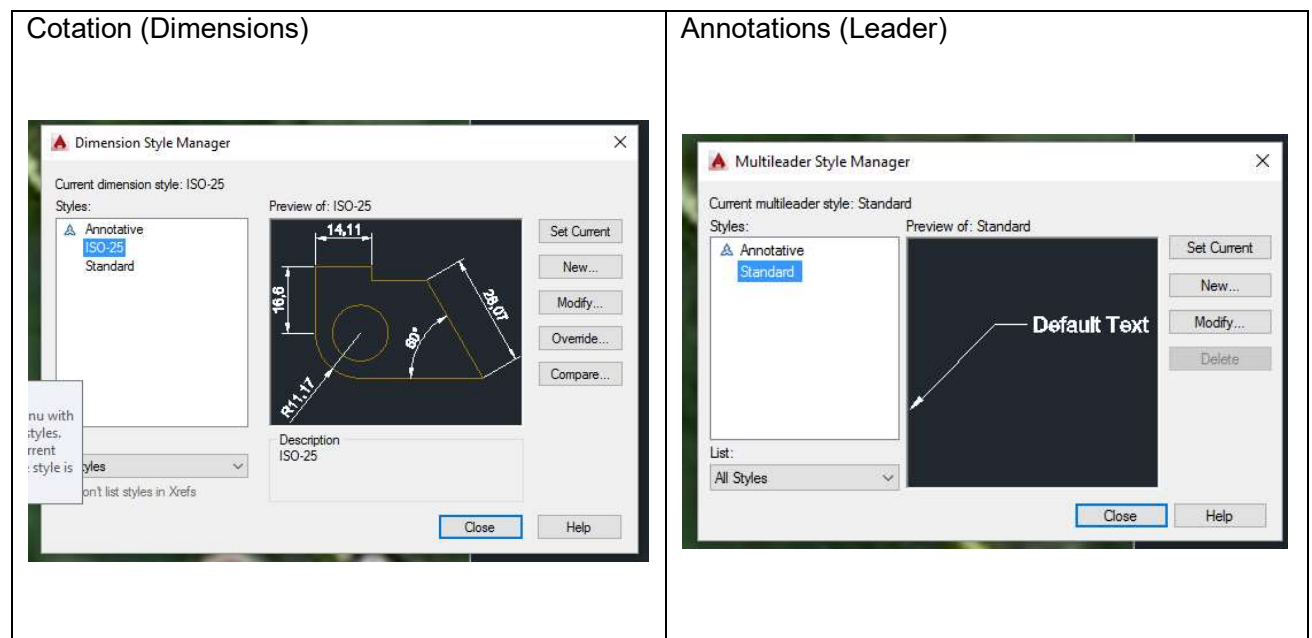 Cotation (Dimensions)
Dimension Style Manager
Current dimension style: ISO-25
Styles:
Annotative
ISO-25
Standard
Preview of: ISO-25
14,11
16,6
28,07
60°
R11,17
Set Current
New...
Modify...
Override...
Compare...
nu with
styles.
rrent
style is
yles
on't list styles in Xrefs
Description
ISO-25
Close
Help
Annotations (Leader)
Multileader Style Manager
Current multileader style: Standard
Styles:
Annotative
Standard
Preview of: Standard
Default Text
Set Current
New...
Modify...
Delete
List:
All Styles
Close
Help